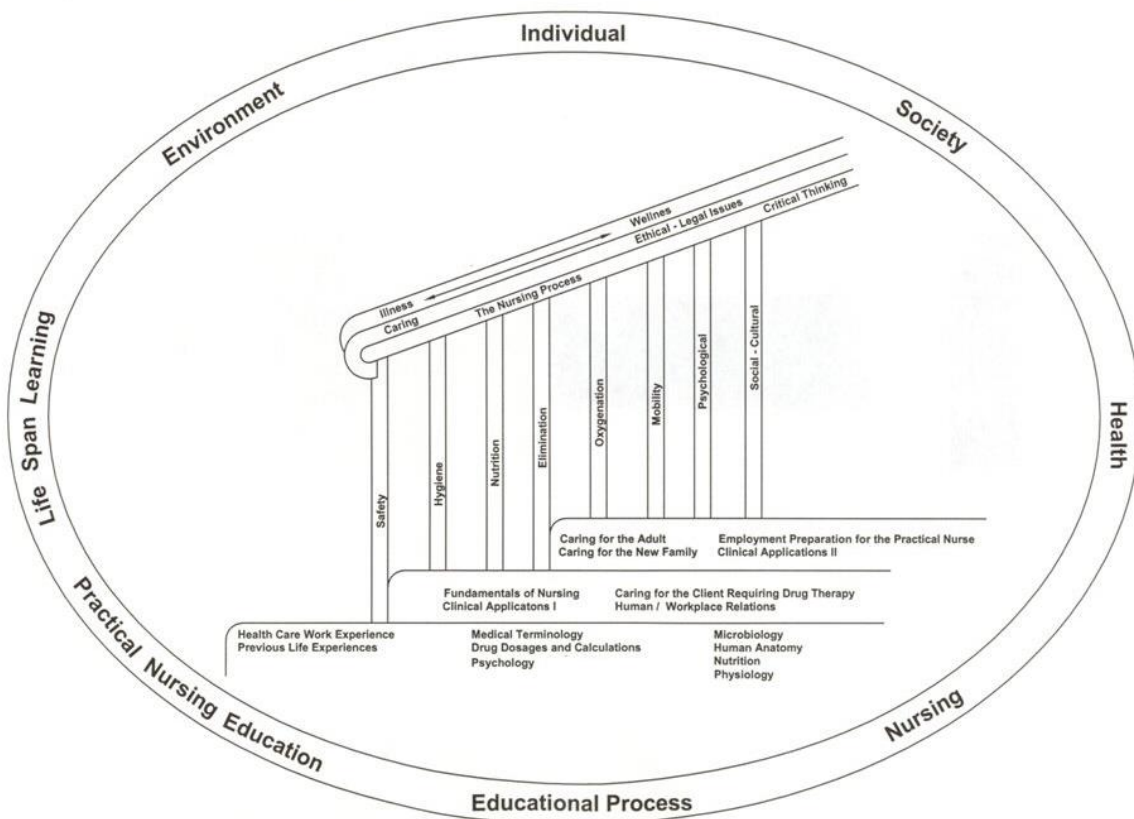 Individual
Environment
Society
Life Span Learning
Health
Practical Nursing Education
Nursing
Educational Process
Illness
Wellnes
Caring
Ethical - Legal Issues
The Nursing Process
Critical Thinking
Safety
Hygiene
Nutrition
Elimination
Oxygenation
Mobility
Psychological
Social - Cultural
Caring for the Adult
Caring for the New Family
Employment Preparation for the Practical Nurse
Clinical Applications II
Fundamentals of Nursing
Clinical Applicatons I
Caring for the Client Requiring Drug Therapy
Human / Workplace Relations
Health Care Work Experience
Previous Life Experiences
Medical Terminology
Drug Dosages and Calculations
Psychology
Microbiology
Human Anatomy
Nutrition
Physiology